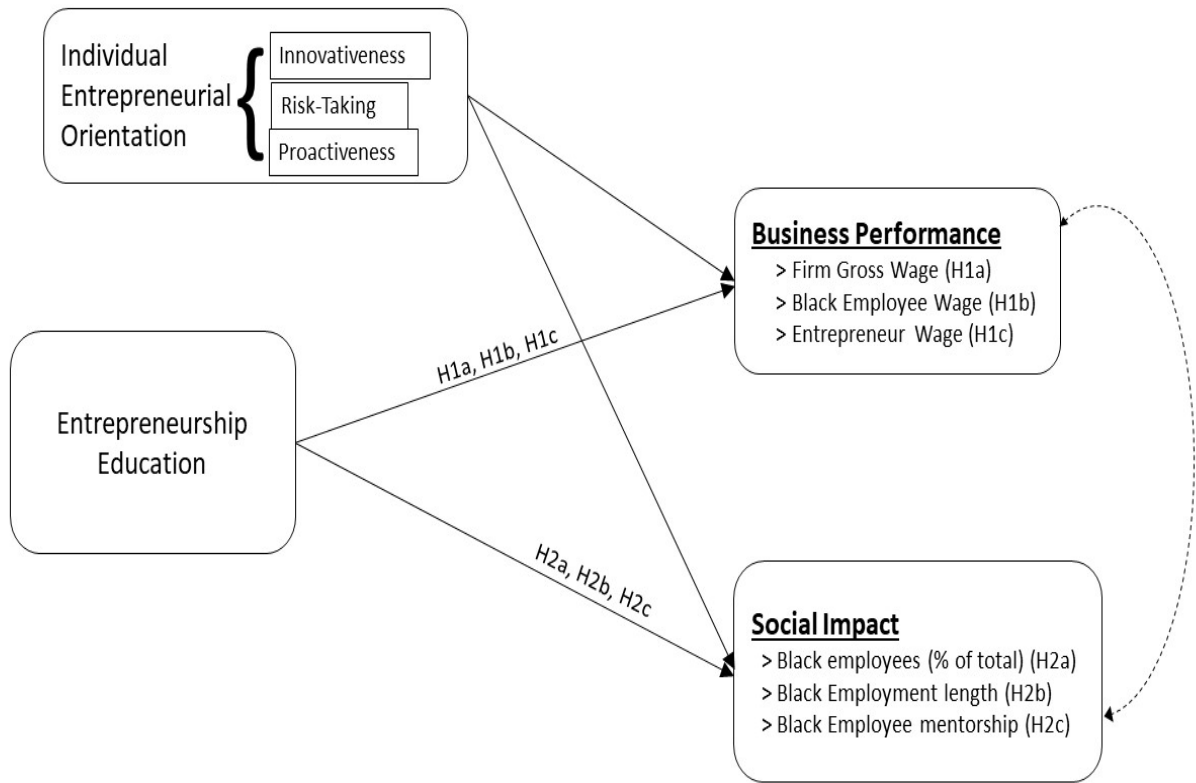 Individual
Entrepreneurial
Orientation
{
Innovativeness
Risk-Taking
Proactiveness
Business Performance
> Firm Gross Wage (H1a)
> Black Employee Wage (H1b)
> Entrepreneur Wage (H1c)
H1a, H1b, H1c
Entrepreneurship
Education
H2a, H2b, H2c
Social Impact
> Black employees (% of total) (H2a)
> Black Employment length (H2b)
> Black Employee mentorship (H2c)